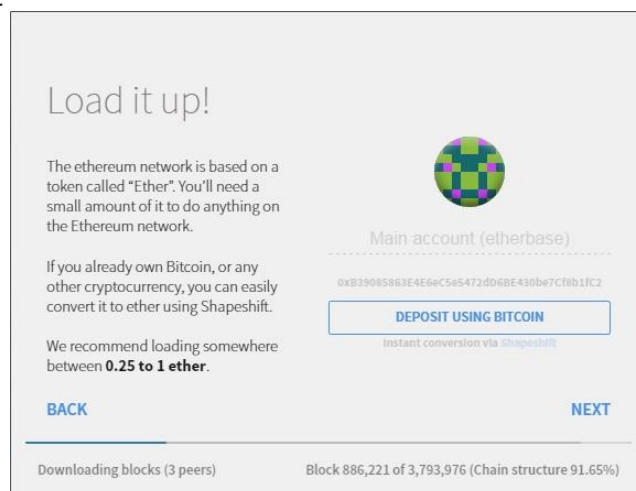 Load it up!
The ethereum network is based on a
token called “Ether”. You’ll need a
small amount of it to do anything on
the Ethereum network.
If you already own Bitcoin, or any
other cryptocurrency, you can easily
convert it to ether using Shapeshift.
We recommend loading somewhere
between 0.25 to 1 ether.
Main account (etherbase)
0xB39085863E4E6eC5e5472dD6BE430be7Cf8b1fC2
DEPOSIT USING BITCOIN
Instant conversion via Shapeshift
BACK
NEXT
Downloading blocks (3 peers)
Block 886,221 of 3,793,976 (Chain structure 91.65%)